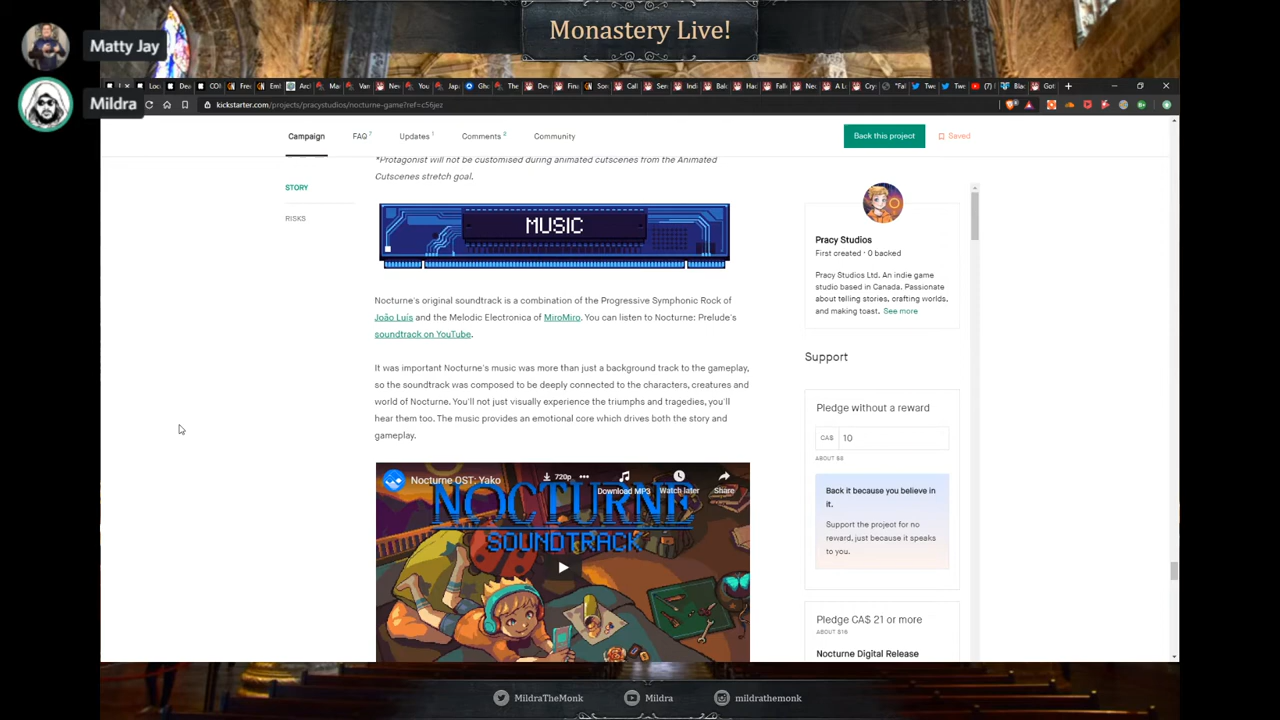 Monastery Live!
Matty Jay
Mildra
kickstarter.com/projects/pracystudios/nocturne-game?ref=c56jez
Campaign FAQ 7 Updates 1 Comments 0 Community Back this project Saved
*Protagonist will not be customised during animated cutscenes from the Animated
Cutscenes stretch goal.
STORY
RISKS
MUSIC
Nocturne's original soundtrack is a combination of the Progressive Symphonic Rock of
João Luís and the Melodic Electronica of MiroMiro. You can listen to Nocturne: Prelude's
soundtrack on YouTube.
It was important Nocturne's music was more than just a background track to the gameplay,
so the soundtrack was composed to be deeply connected to the characters, creatures and
world of Nocturne. You'll not just visually experience the triumphs and tragedies, you'll
hear them too. The music provides an emotional core which drives both the story and
gameplay.
Nocturne OST: Yako
720p
Download MP3 Watch later Share
NOCTURNE
SOUNDTRACK
Pracy Studios
First created · 0 backed
Pracy Studios Ltd. An indie game
studio based in Canada. Passionate
about telling stories, crafting worlds,
and making toast. See more
Support
Pledge without a reward
CA$ 10
ABOUT $8
Back it because you believe in
it.
Support the project for no
reward, just because it speaks
to you.
Pledge CA$ 21 or more
ABOUT $16
Nocturne Digital Release
MildraTheMonk Mildra mildrathemonk